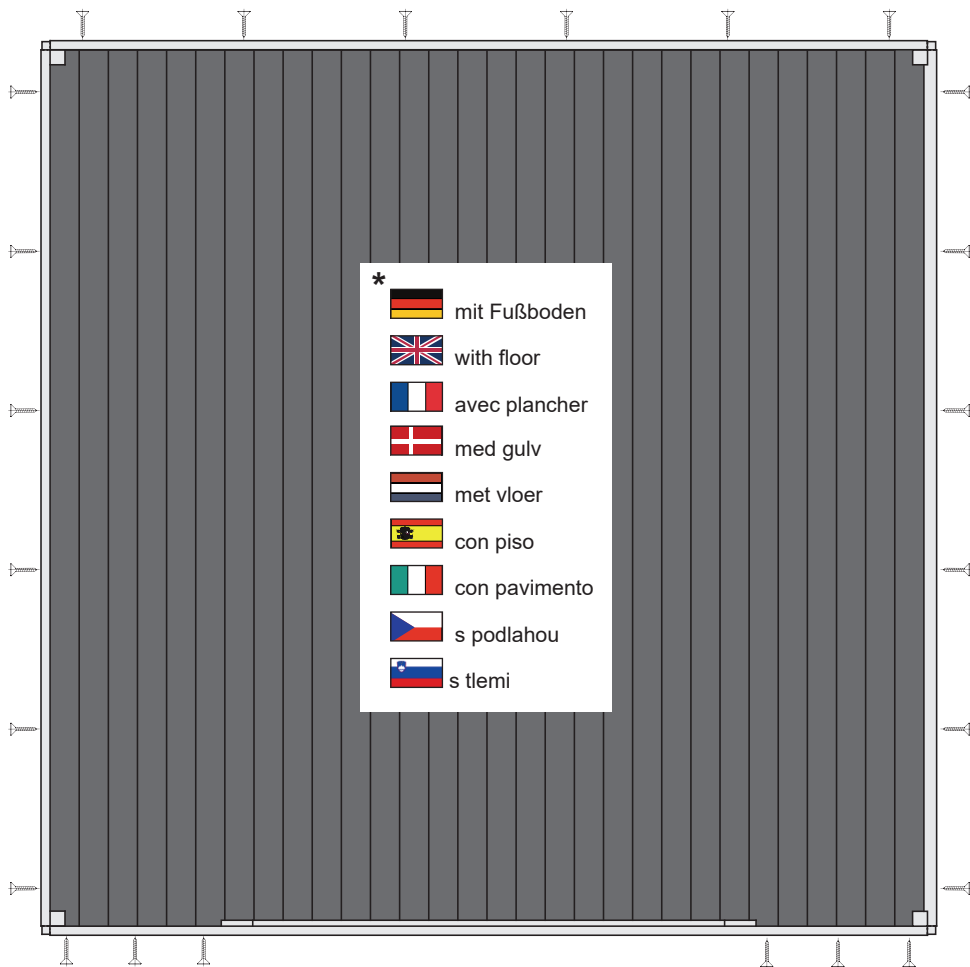 *
mit Fußboden
with floor
avec plancher
med gulv
met vloer
con piso
con pavimento
s podlahou
s tlemi